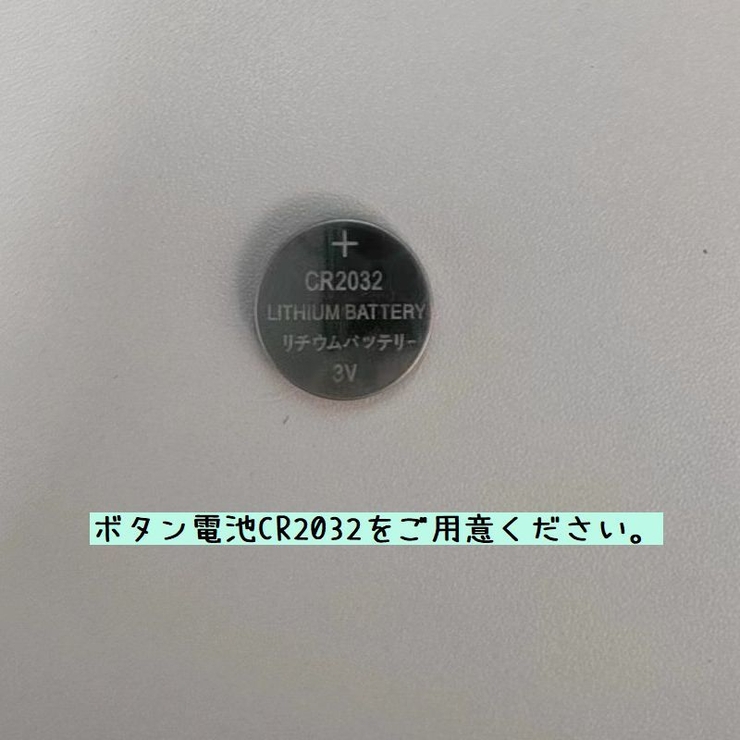 +
CR2032
LITHIUM BATTERY
リチウムバッテリー
3V
ボタン電池CR2032をご用意ください。